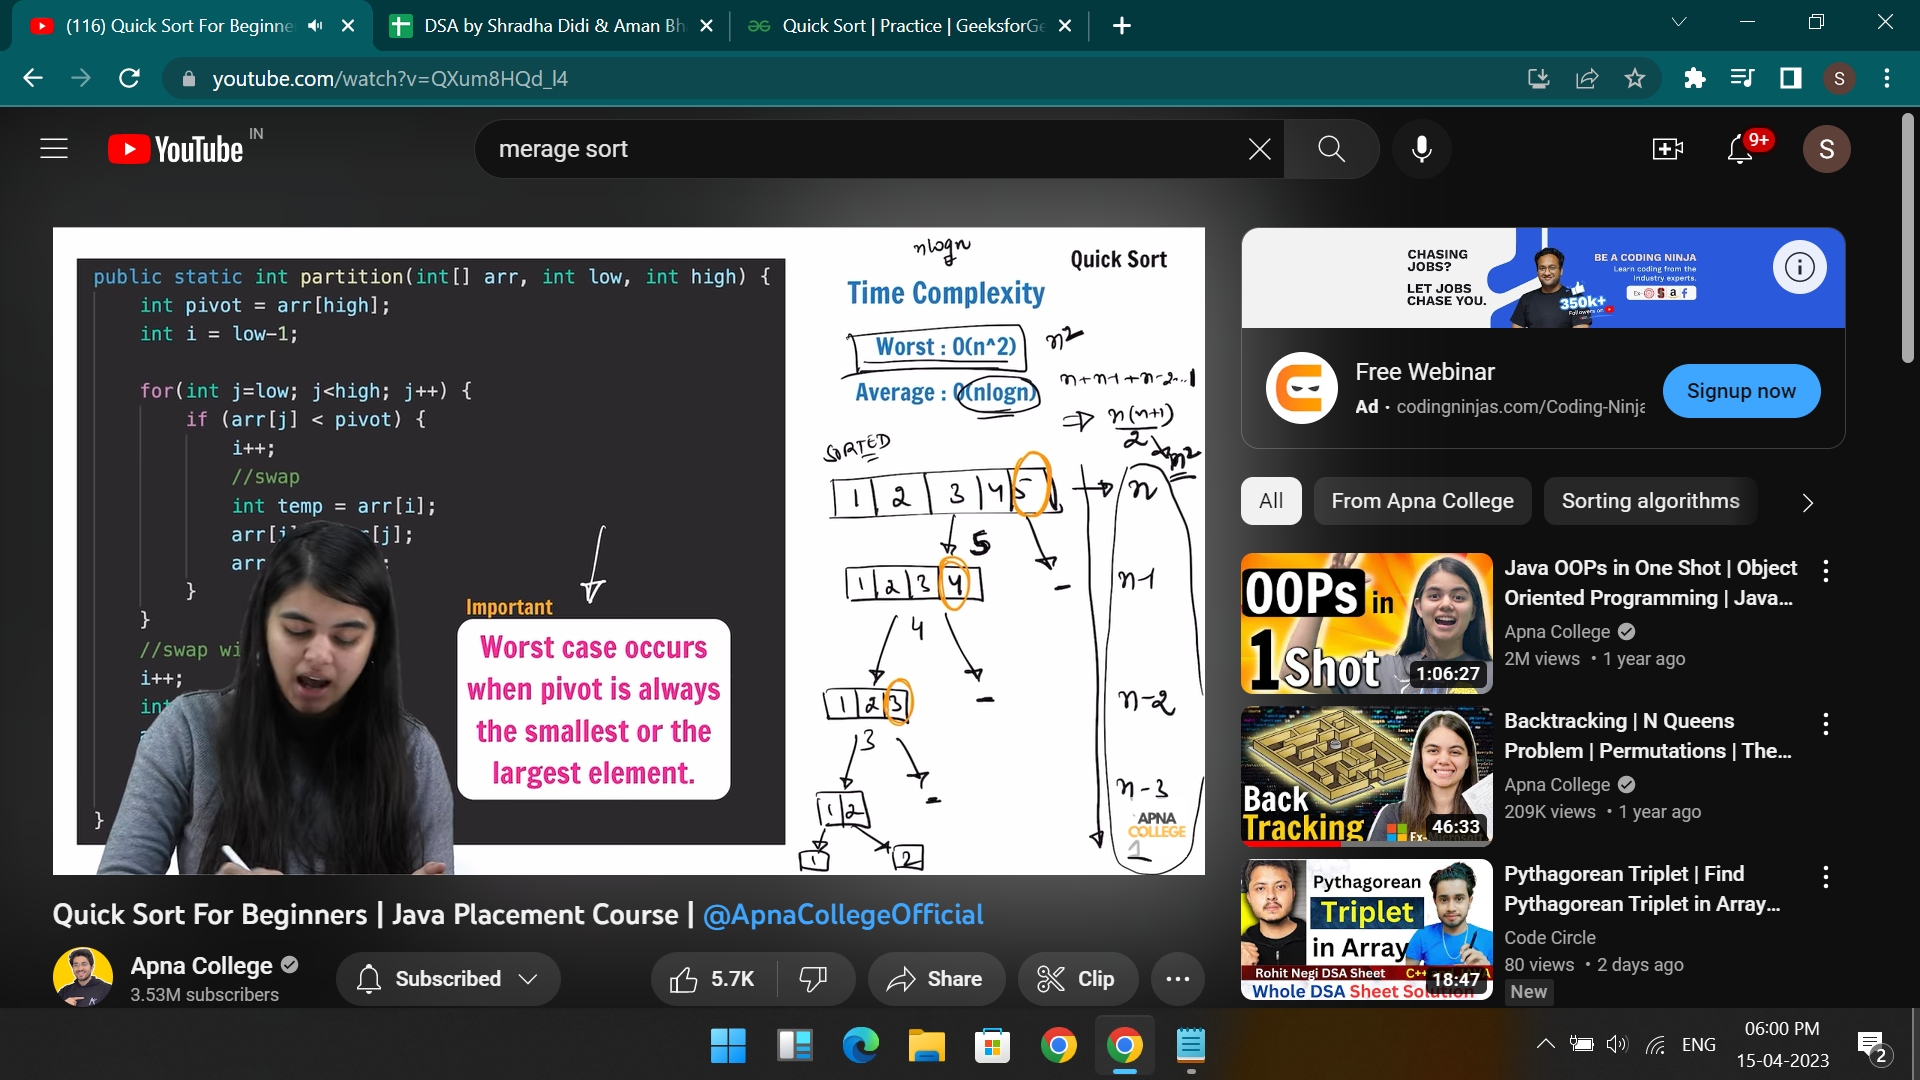 (116) Quick Sort For Beginne
DSA by Shradha Didi & Aman Bh
Quick Sort | Practice | GeeksforGe
youtube.com/watch?v=QXum8HQd_l4
S
YouTube
IN
merage sort
9+
S
public static int partition(int[] arr, int low, int high) {
int pivot = arr[high];
int i = low-1;
for(int j=low; j<high; j++) {
if (arr[j] < pivot) {
i++;
//swap
int temp = arr[i];
arr[i
[j];
arr
;
}
}
//swap wi
i++;
int
}
Important
Worst case occurs
when pivot is always
the smallest or the
largest element.
nlogn
Quick Sort
Time Complexity
Worst : O(n^2)
n²
Average : O(nlogn)
n+n-1+n-2...1
⇒ n(n+1)
2
n²
SORTED
1 2 3 4 5
n
5
1 2 3 4
-
n-1
4
1 2 3
-
n-2
3
1 2
-
n-3
1
2
APNA
COLLEGE
1
CHASING
JOBS?
LET JOBS
CHASE YOU.
BE A CODING NINJA
Learn coding from the
industry experts.
350k+
Followers on
Free Webinar
Ad • codingninjas.com/Coding-Ninja
Signup now
All
From Apna College
Sorting algorithms
OOPs in
1 Shot
1:06:27
Java OOPs in One Shot | Object
Oriented Programming | Java...
Apna College
2M views • 1 year ago
Back
Tracking
46:33
Backtracking | N Queens
Problem | Permutations | The...
Apna College
209K views • 1 year ago
Pythagorean
Triplet
in Array
Rohit Negi DSA Sheet
Whole DSA Sheet Solution
18:47
Pythagorean Triplet | Find
Pythagorean Triplet in Array...
Code Circle
80 views • 2 days ago
New
Quick Sort For Beginners | Java Placement Course | @ApnaCollegeOfficial
Apna College
3.53M subscribers
Subscribed
5.7K
Share
Clip
ENG
06:00 PM
15-04-2023
2